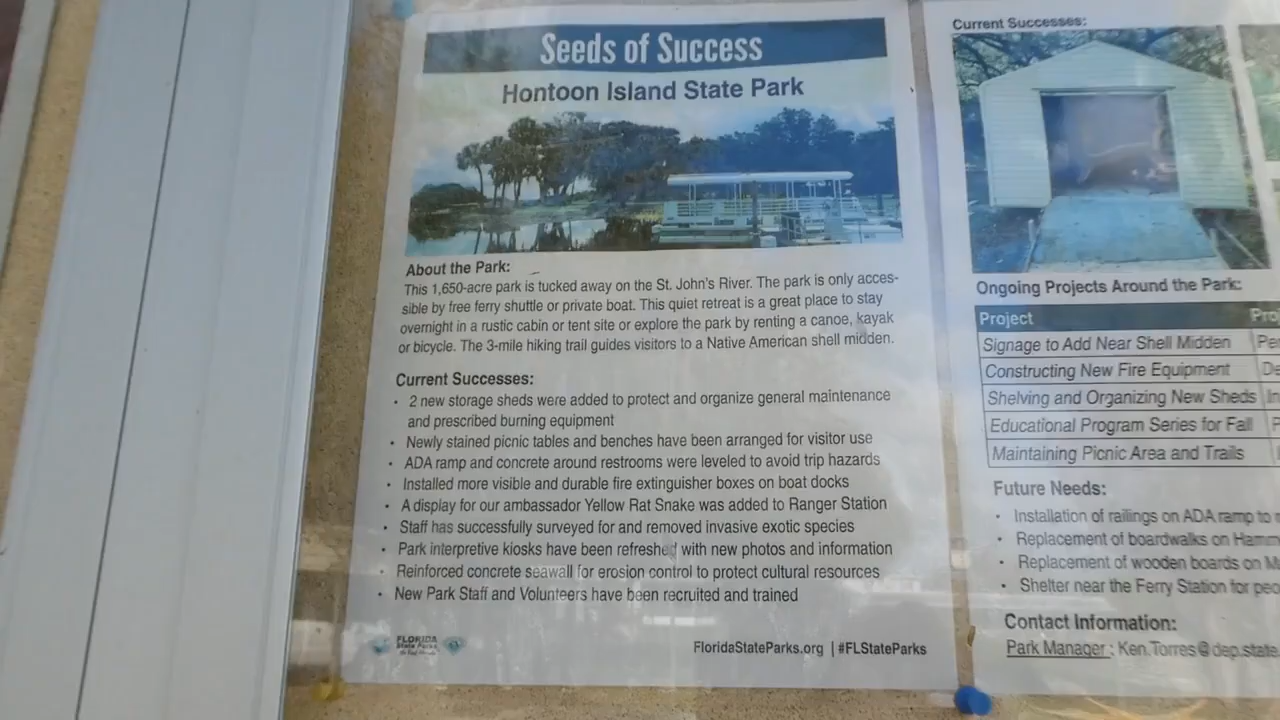 Seeds of Success
Hontoon Island State Park
About the Park:
This 1,650-acre park is tucked away on the St. John's River. The park is only acces-
sible by free ferry shuttle or private boat. This quiet retreat is a great place to stay
overnight in a rustic cabin or tent site or explore the park by renting a canoe, kayak
or bicycle. The 3-mile hiking trail guides visitors to a Native American shell midden.
Current Successes:
• 2 new storage sheds were added to protect and organize general maintenance
and prescribed burning equipment
• Newly stained picnic tables and benches have been arranged for visitor use
• ADA ramp and concrete around restrooms were leveled to avoid trip hazards
• Installed more visible and durable fire extinguisher boxes on boat docks
• A display for our ambassador Yellow Rat Snake was added to Ranger Station
• Staff has successfully surveyed for and removed invasive exotic species
• Park interpretive kiosks have been refreshed with new photos and information
• Reinforced concrete seawall for erosion control to protect cultural resources
• New Park Staff and Volunteers have been recruited and trained
FLORIDA
State Parks
FloridaStateParks.org | #FLStateParks
Current Successes:
Ongoing Projects Around the Park:
Project
Signage to Add Near Shell Midden
Constructing New Fire Equipment
Shelving and Organizing New Sheds
Educational Program Series for Fall
Maintaining Picnic Area and Trails
Future Needs:
• Installation of railings on ADA ramp to
• Replacement of boardwalks on
• Replacement of wooden boards on
• Shelter near the Ferry Station for
Contact Information:
Park Manager : Ken.Torres@dep.state.